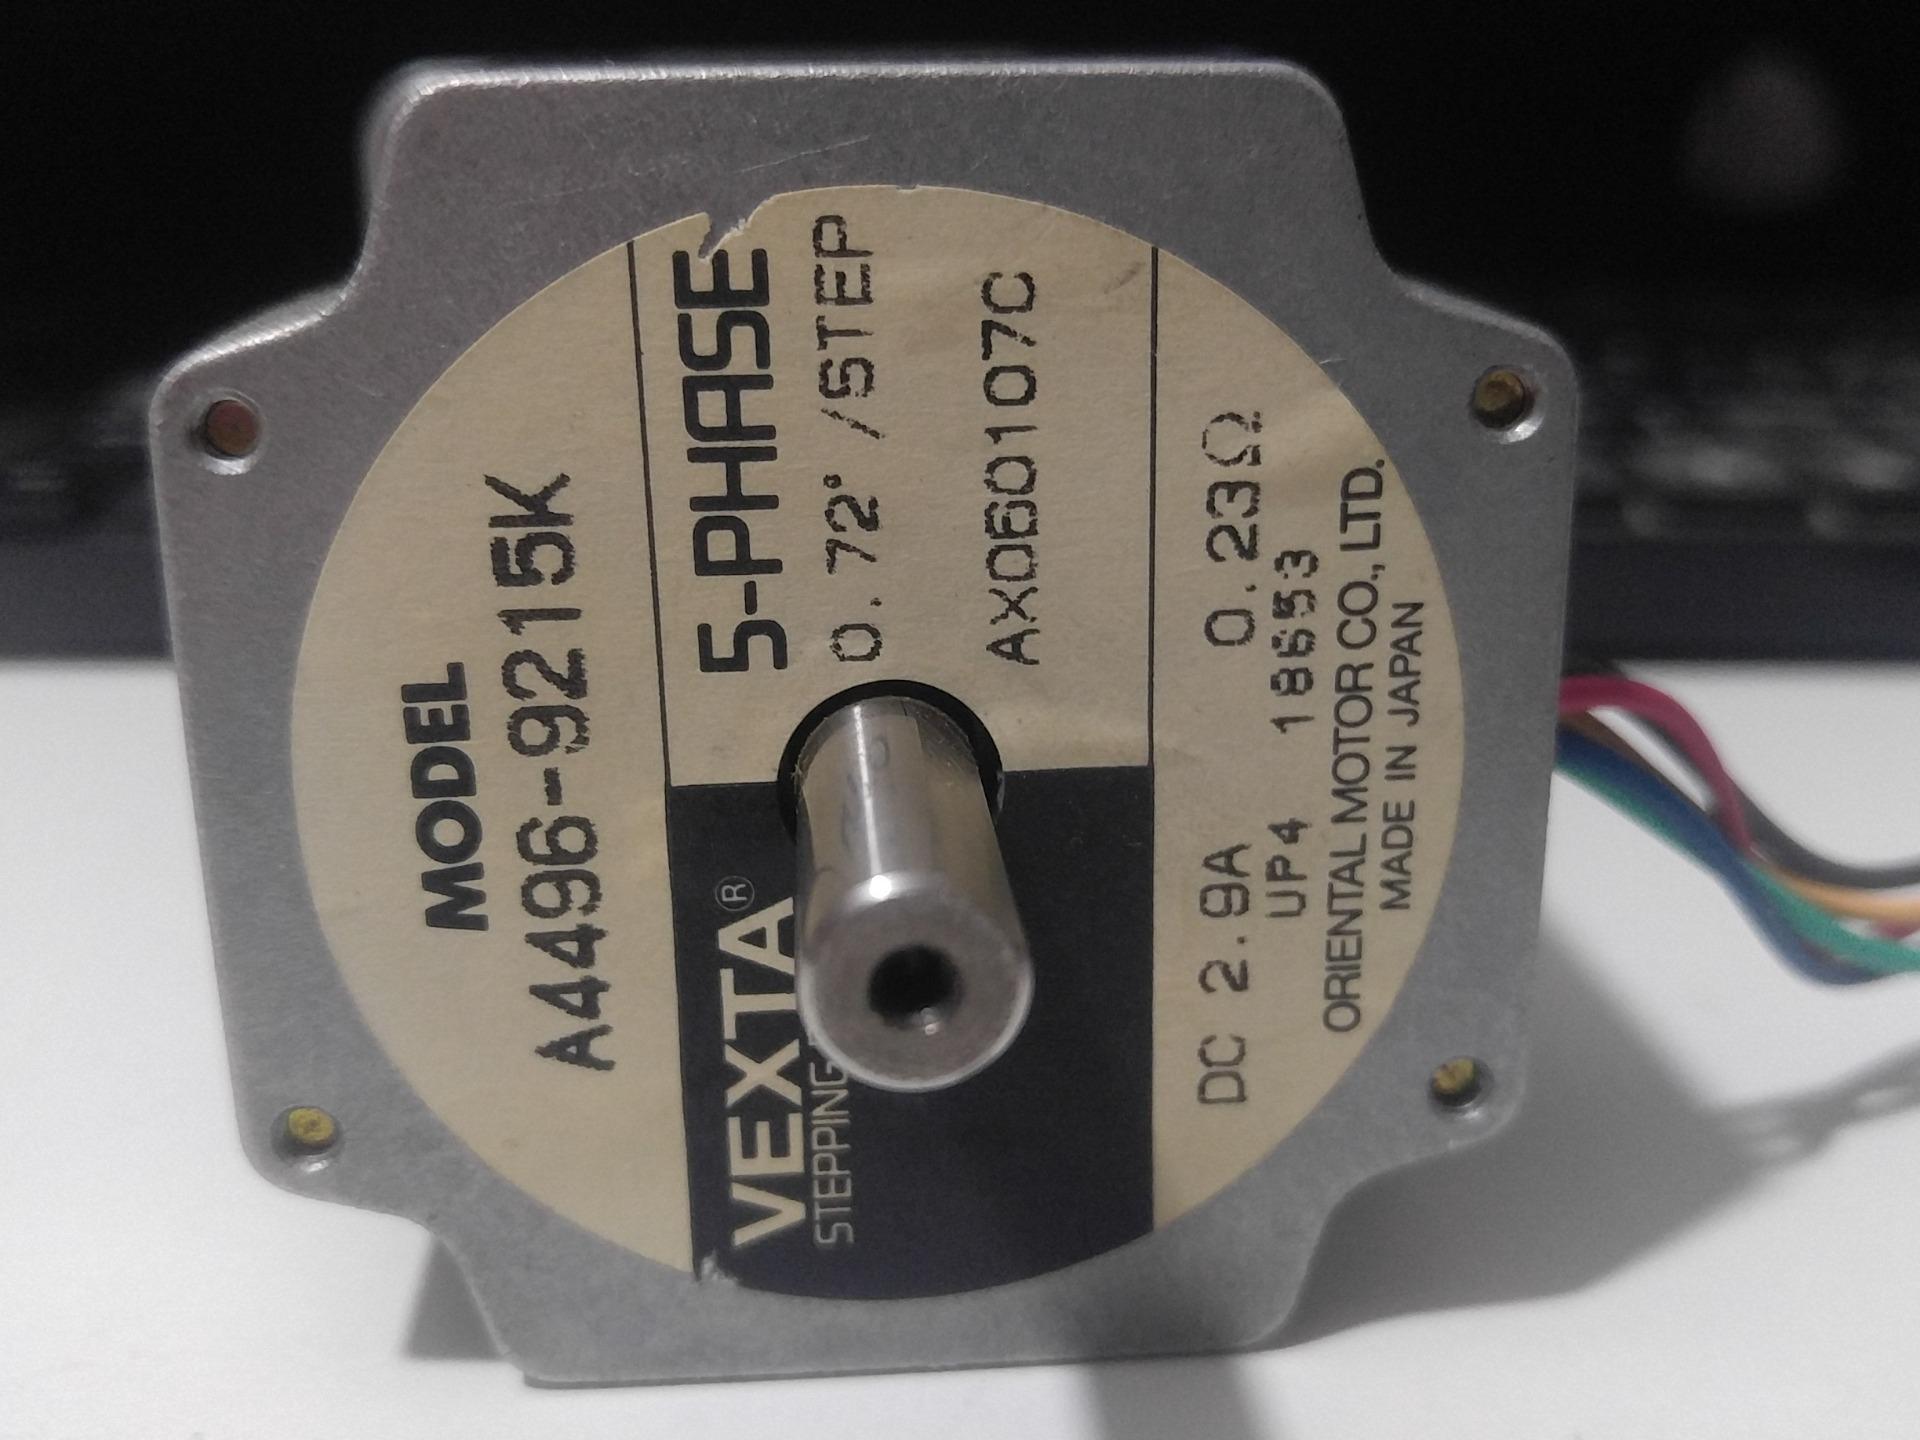 MODEL
A4496-9215K
5-PHASE
0.72°/STEP
AX060107C
VEXTA®
STEPPING
DC 2.9A 0.23Ω
UP4 18653
ORIENTAL MOTOR CO., LTD.
MADE IN JAPAN